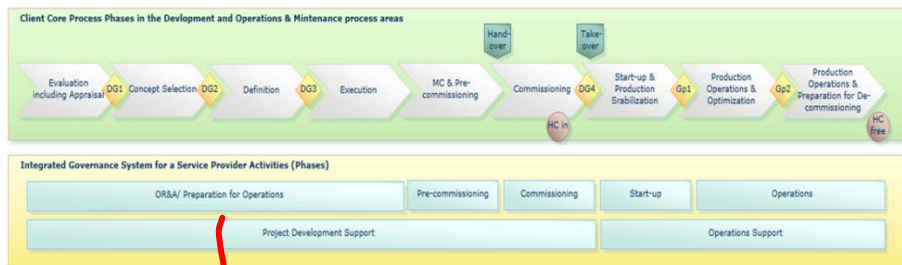 Client Core Process Phases in the Devlopment and Operations & Mintenance process areas
Hand-
over
Take-
over
Evaluation
including Appraisal
DG1
Concept Selection
DG2
Definition
DG3
Execution
MC & Pre-
commissioning
Commissioning
DG4
Start-up &
Production
Srabilization
Gp1
Production
Operations &
Optimization
Gp2
Production
Operations &
Preparation for De-
commissioning
HC in
HC
free
Integrated Governance System for a Service Provider Activities (Phases)
OR&A/ Preparation for Operations
Pre-commissioning
Commissioning
Start-up
Operations
Project Development Support
Operations Support